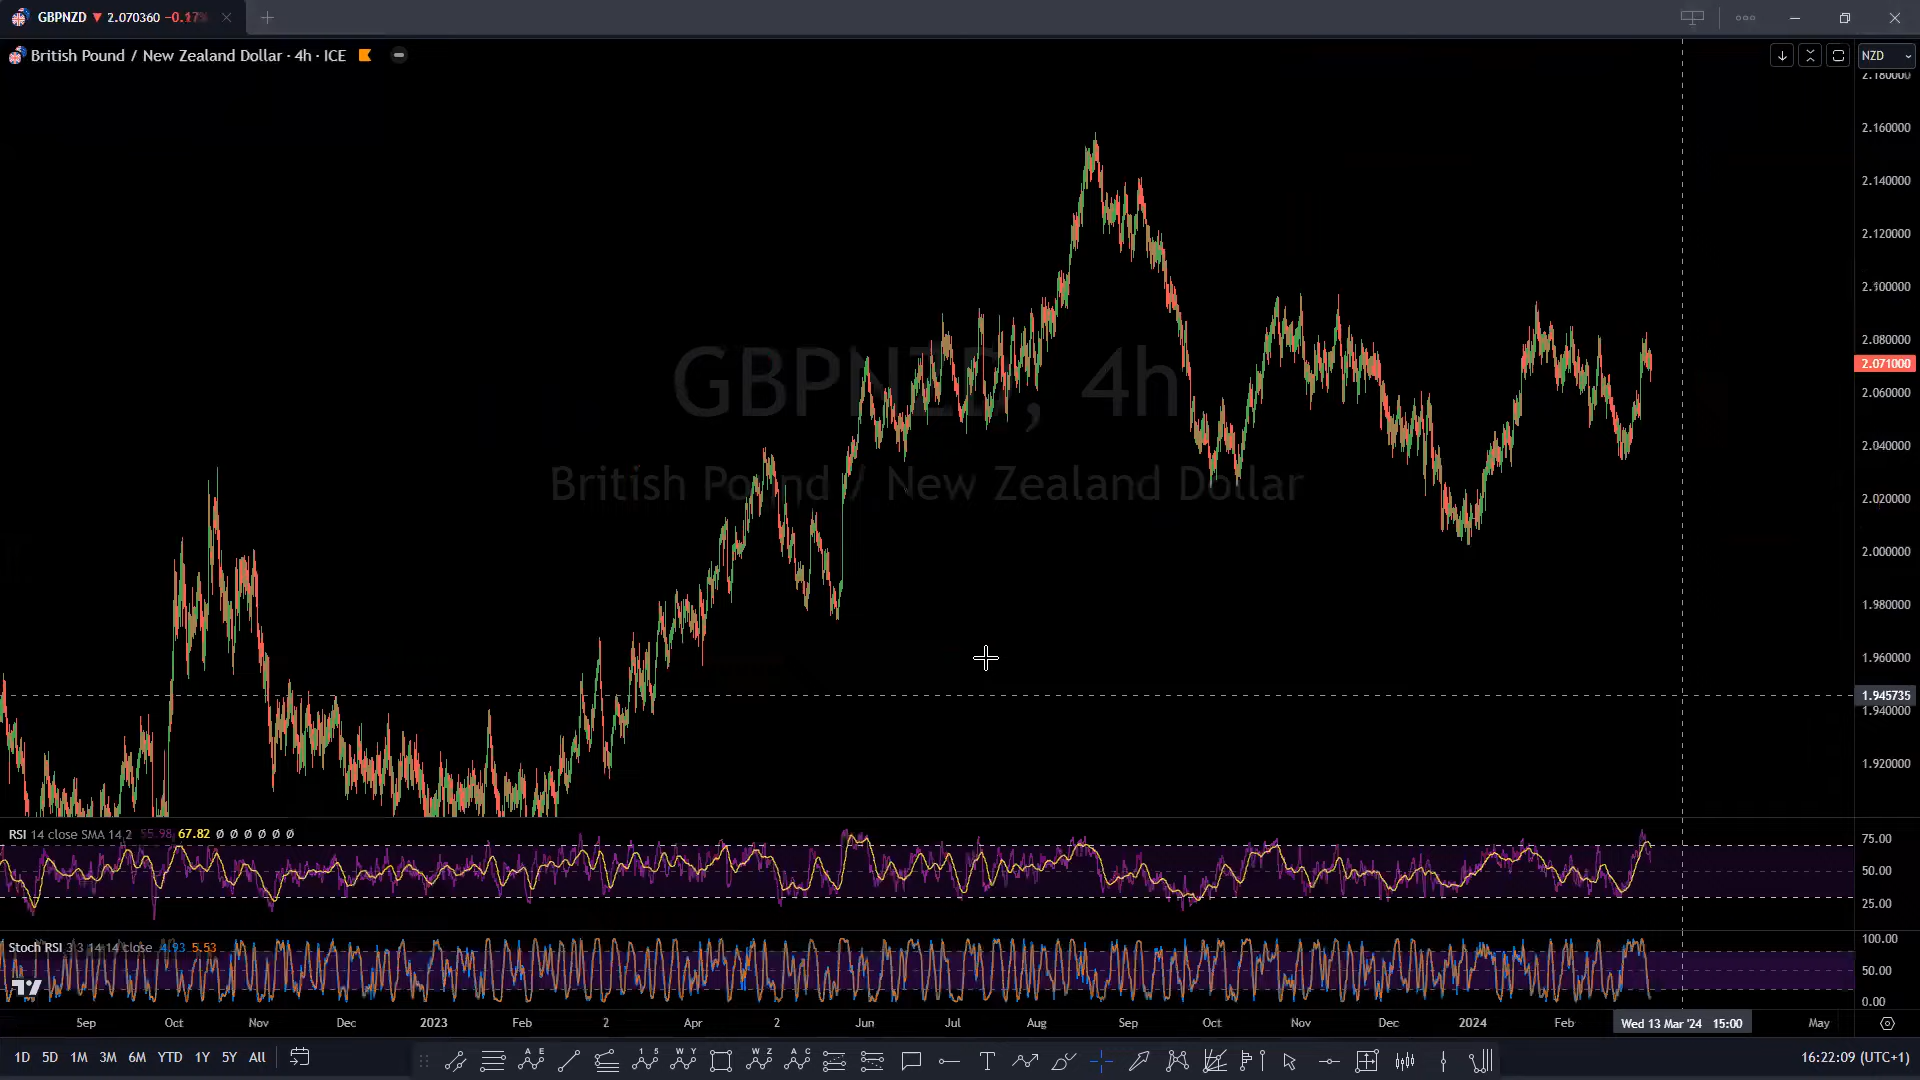 GBPNZD ▼ 2.070360 −0.17%
British Pound / New Zealand Dollar · 4h · ICE
NZD
2.180000
2.160000
2.140000
2.120000
2.100000
2.080000
2.071000
2.060000
2.040000
2.020000
2.000000
1.980000
1.960000
1.945735
1.940000
1.920000
GBPNZD, 4h
British Pound / New Zealand Dollar
RSI 14 close SMA 14 2 55.98 67.82 Ø Ø Ø Ø Ø Ø
75.00
50.00
25.00
Stoch RSI 3 3 14 14 close 4.93 5.53
100.00
50.00
0.00
Sep Oct Nov Dec 2023 Feb 2 Apr 2 Jun Jul Aug Sep Oct Nov Dec 2024 Feb Wed 13 Mar '24 15:00 May
1D 5D 1M 3M 6M YTD 1Y 5Y All
16:22:09 (UTC+1)